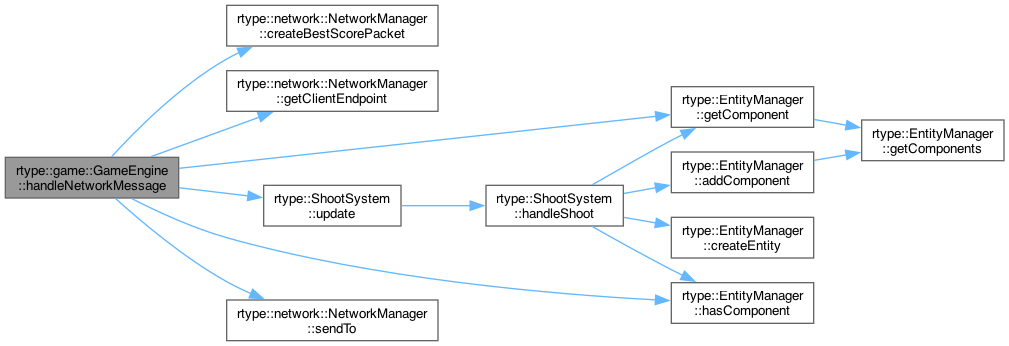 rtype::network::NetworkManager
::createBestScorePacket
rtype::network::NetworkManager
::getClientEndpoint
rtype::EntityManager
::getComponent
rtype::EntityManager
::getComponents
rtype::game::GameEngine
::handleNetworkMessage
rtype::EntityManager
::addComponent
rtype::ShootSystem
::update
rtype::ShootSystem
::handleShoot
rtype::EntityManager
::createEntity
rtype::EntityManager
::hasComponent
rtype::network::NetworkManager
::sendTo